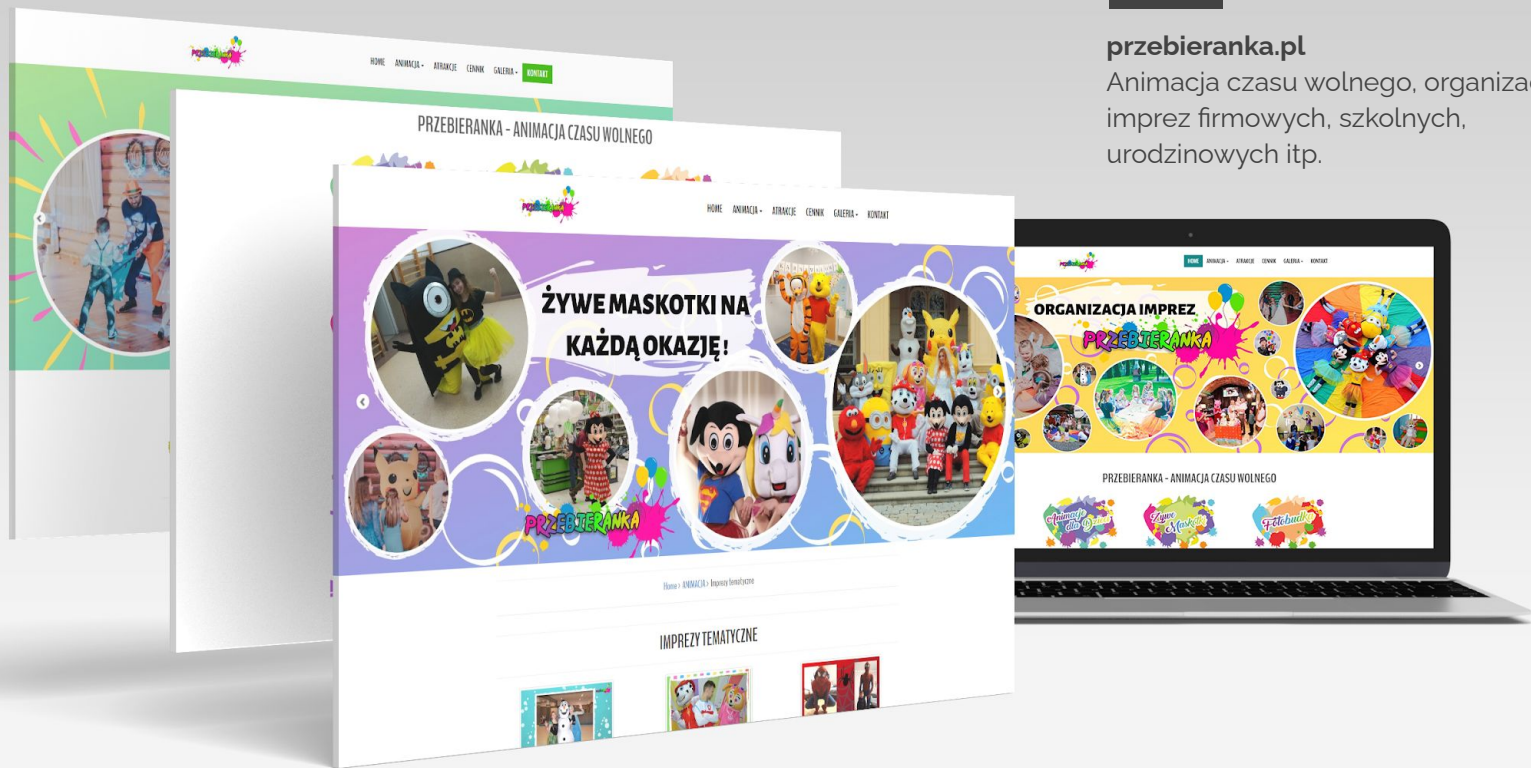 przebieranka.pl
Animacja czasu wolnego, organizac
imprez firmowych, szkolnych,
urodzinowych itp.
PRZEBIERANKA
HOME ANIMACJA ATRAKCJE CENNIK GALERIA KONTAKT
PRZEBIERANKA - ANIMACJA CZASU WOLNEGO
PRZEBIERANKA
HOME ANIMACJA ATRAKCJE CENNIK GALERIA KONTAKT
ŻYWE MASKOTKI NA
KAŻDĄ OKAZJĘ!
PRZEBIERANKA
Home > ANIMACJA > Imprezy tematyczne
IMPREZY TEMATYCZNE
PRZEBIERANKA
HOME ANIMACJA ATRAKCJE CENNIK GALERIA KONTAKT
ORGANIZACJA IMPREZ
PRZEBIERANKA
PRZEBIERANKA - ANIMACJA CZASU WOLNEGO
Animacje dla Dzieci
Żywe Maskotki
Fotobudka